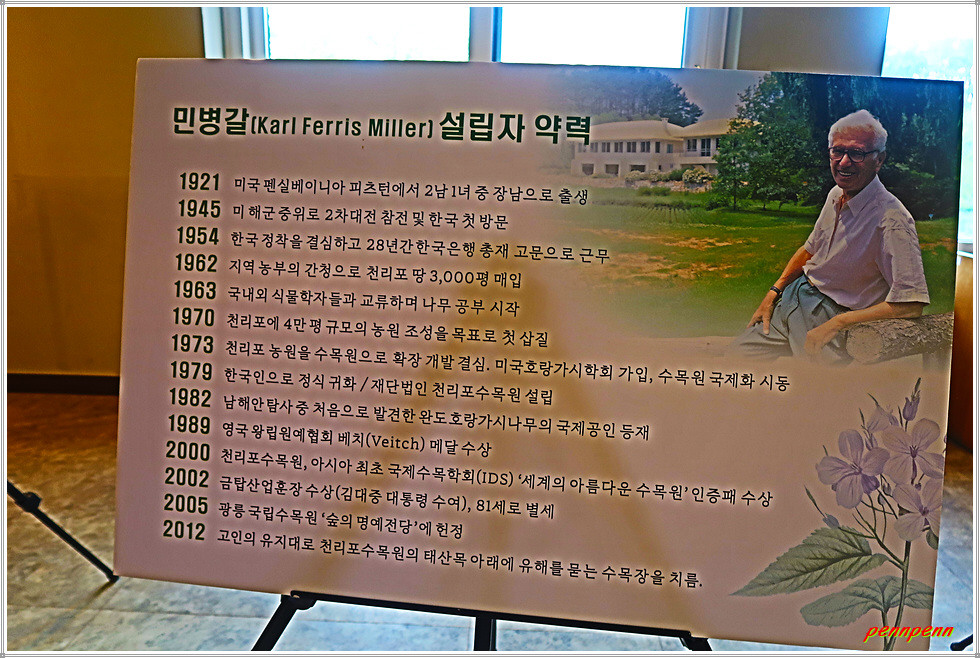 민병갈(Karl Ferris Miller) 설립자 약력
1921 미국 펜실베이니아 피츠턴에서 2남 1녀 중 장남으로 출생
1945 미 해군 중위로 2차대전 참전 및 한국 첫 방문
1954 한국 정착을 결심하고 28년간 한국은행 총재 고문으로 근무
1962 지역 농부의 간청으로 천리포 땅 3,000평 매입
1963 국내외 식물학자들과 교류하며 나무 공부 시작
1970 천리포에 4만 평 규모의 농원 조성을 목표로 첫 삽질
1973 천리포 농원을 수목원으로 확장 개발 결심. 미국호랑가시학회 가입, 수목원 국제화 시동
1979 한국인으로 정식 귀화 / 재단법인 천리포수목원 설립
1982 남해안 탐사 중 처음으로 발견한 완도호랑가시나무의 국제공인 등재
1989 영국 왕립원예협회 베치(Veitch) 메달 수상
2000 천리포수목원, 아시아 최초 국제수목학회(IDS) ‘세계의 아름다운 수목원’ 인증패 수상
2002 금탑산업훈장 수상(김대중 대통령 수여), 81세로 별세
2005 광릉 국립수목원 ‘숲의 명예전당’에 헌정
2012 고인의 유지대로 천리포수목원의 태산목 아래에 유해를 묻는 수목장을 치름.
pennpenn